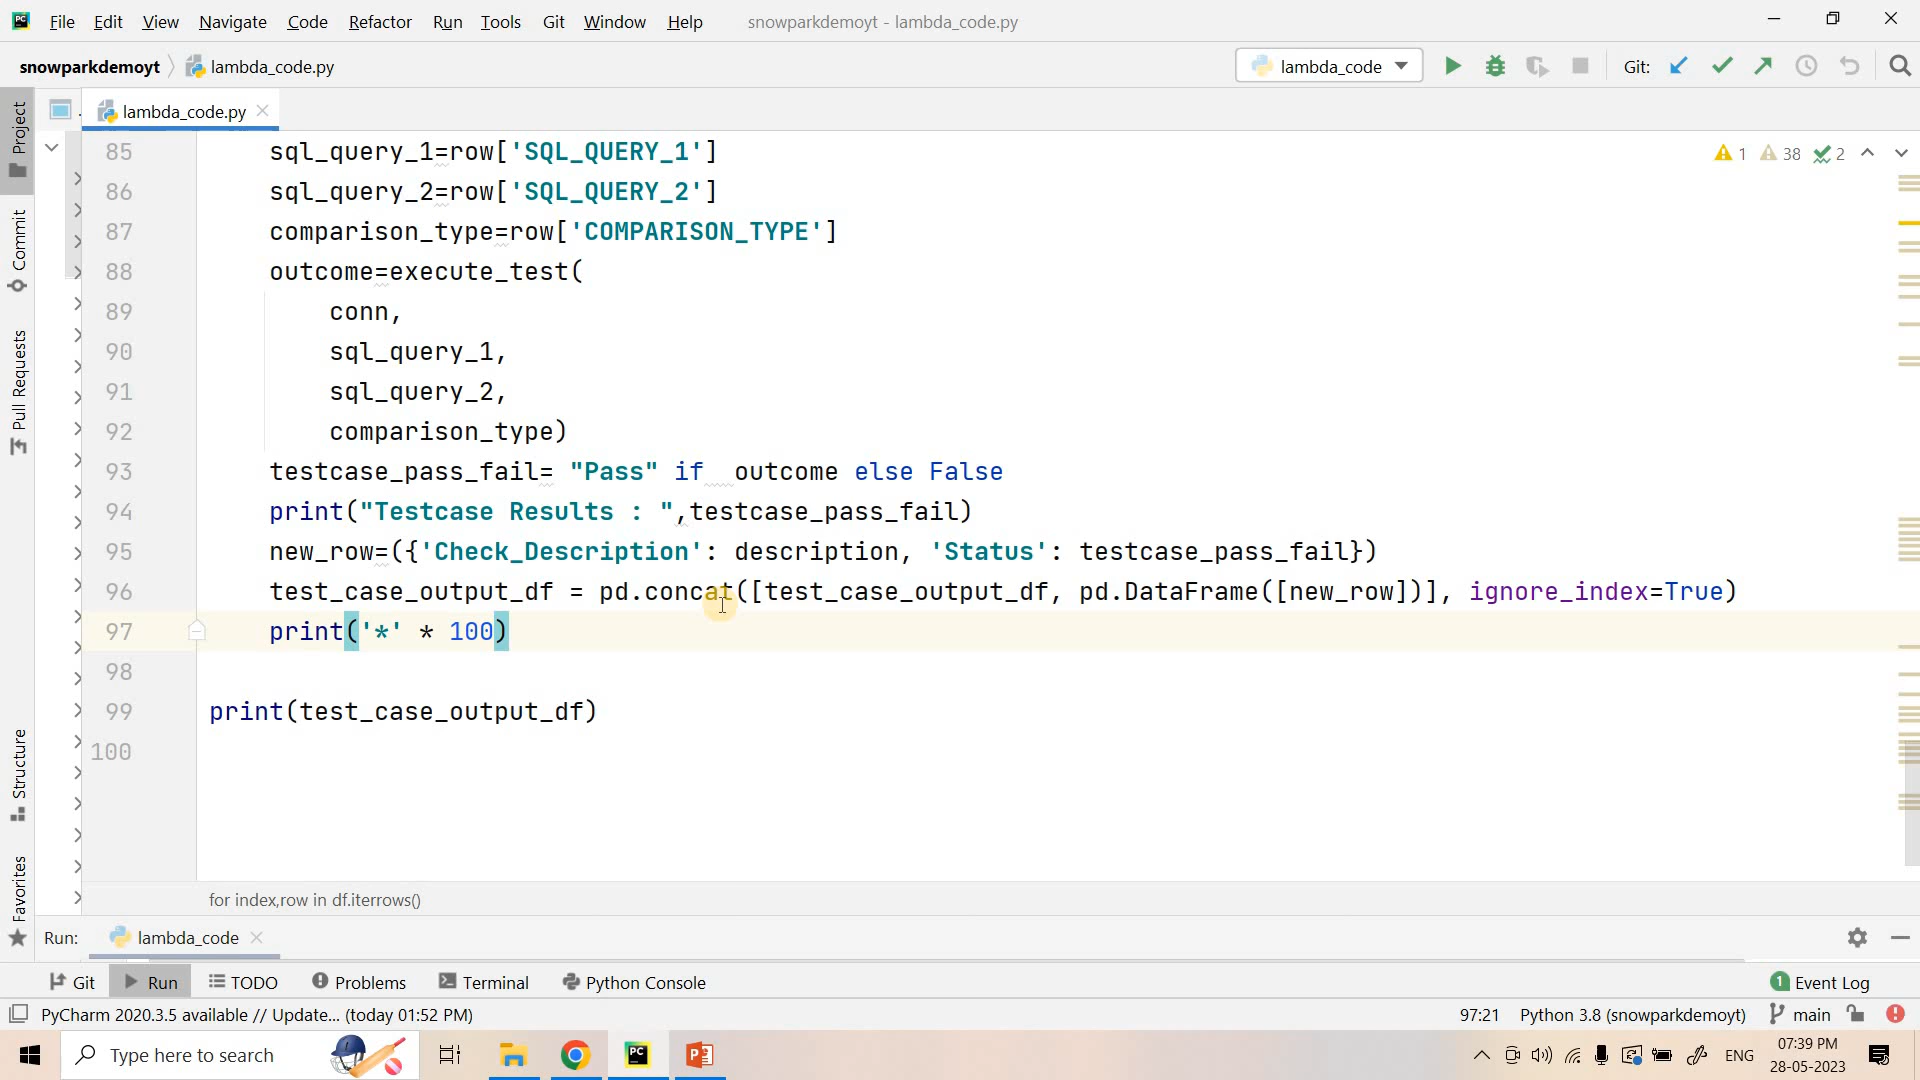 File Edit View Navigate Code Refactor Run Tools Git Window Help snowparkdemoyt - lambda_code.py
snowparkdemoyt lambda_code.py lambda_code Git:
lambda_code.py
85 sql_query_1=row['SQL_QUERY_1']
86 sql_query_2=row['SQL_QUERY_2']
87 comparison_type=row['COMPARISON_TYPE']
88 outcome=execute_test(
89 conn,
90 sql_query_1,
91 sql_query_2,
92 comparison_type)
93 testcase_pass_fail= "Pass" if  outcome else False
94 print("Testcase Results : ",testcase_pass_fail)
95 new_row=({'Check_Description': description, 'Status': testcase_pass_fail})
96 test_case_output_df = pd.concat([test_case_output_df, pd.DataFrame([new_row])], ignore_index=True)
97 print('*' * 100)
98
99 print(test_case_output_df)
100
1 38 2
Project
Commit
Pull Requests
Structure
Favorites
for index,row in df.iterrows()
Run: lambda_code
Git Run TODO Problems Terminal Python Console 1 Event Log
PyCharm 2020.3.5 available // Update... (today 01:52 PM) 97:21 Python 3.8 (snowparkdemoyt) main
Type here to search ENG 07:39 PM
28-05-2023